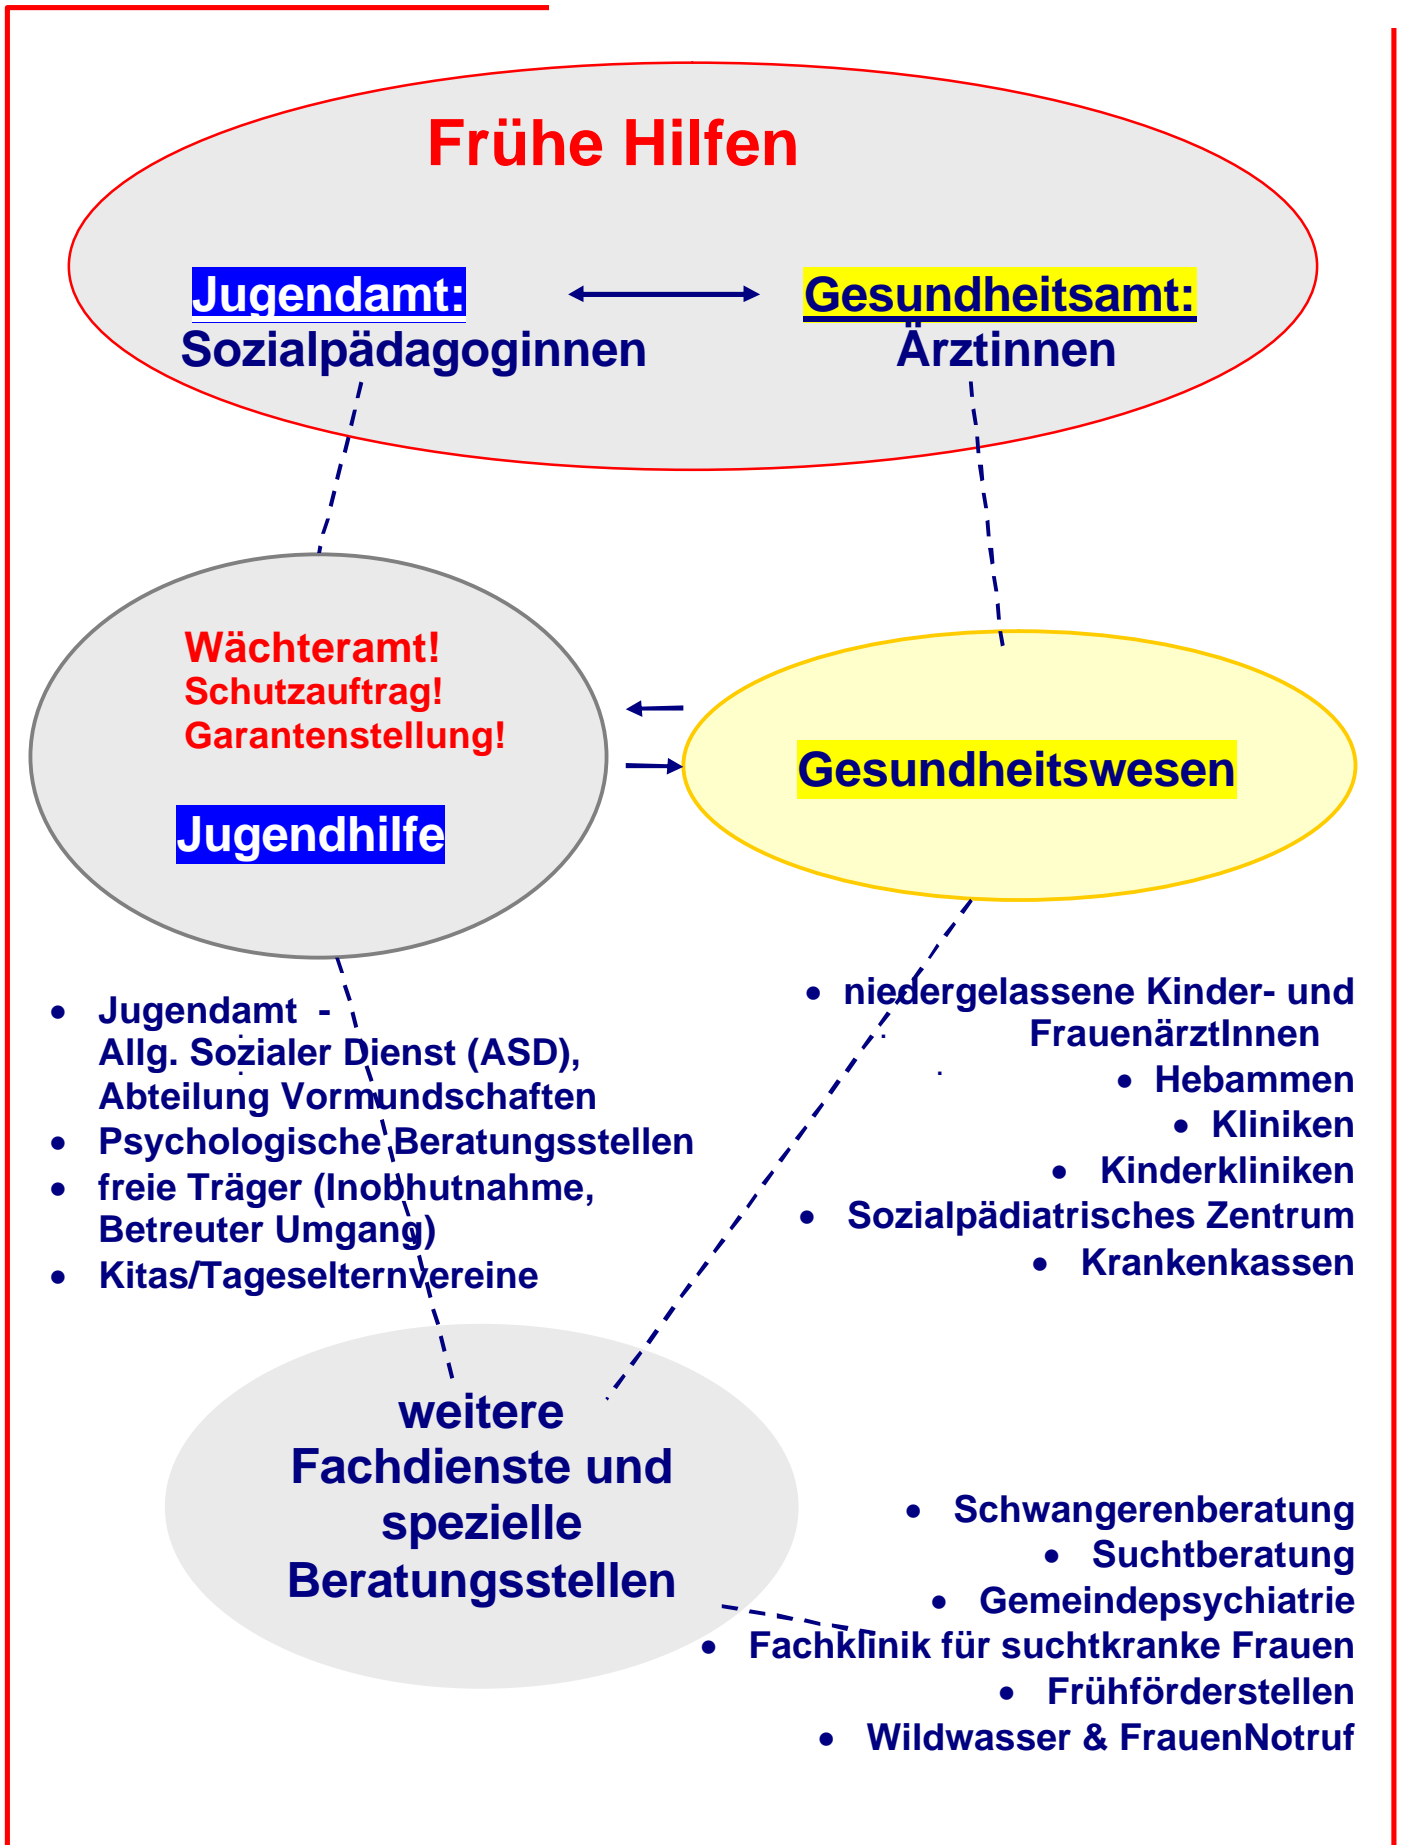 Frühe Hilfen
Jugendamt:
Sozialpädagoginnen
Gesundheitsamt:
Ärztinnen
Wächteramt!
Schutzauftrag!
Garantenstellung!
Jugendhilfe
Gesundheitswesen
• Jugendamt -
Allg. Sozialer Dienst (ASD),
Abteilung Vormundschaften
• Psychologische Beratungsstellen
• freie Träger (Inobhutnahme,
Betreuter Umgang)
• Kitas/Tageselternvereine
• niedergelassene Kinder- und
FrauenärztInnen
• Hebammen
• Kliniken
• Kinderkliniken
• Sozialpädiatrisches Zentrum
• Krankenkassen
weitere
Fachdienste und
spezielle
Beratungsstellen
• Schwangerenberatung
• Suchtberatung
• Gemeindepsychiatrie
• Fachklinik für suchtkranke Frauen
• Frühförderstellen
• Wildwasser & FrauenNotruf